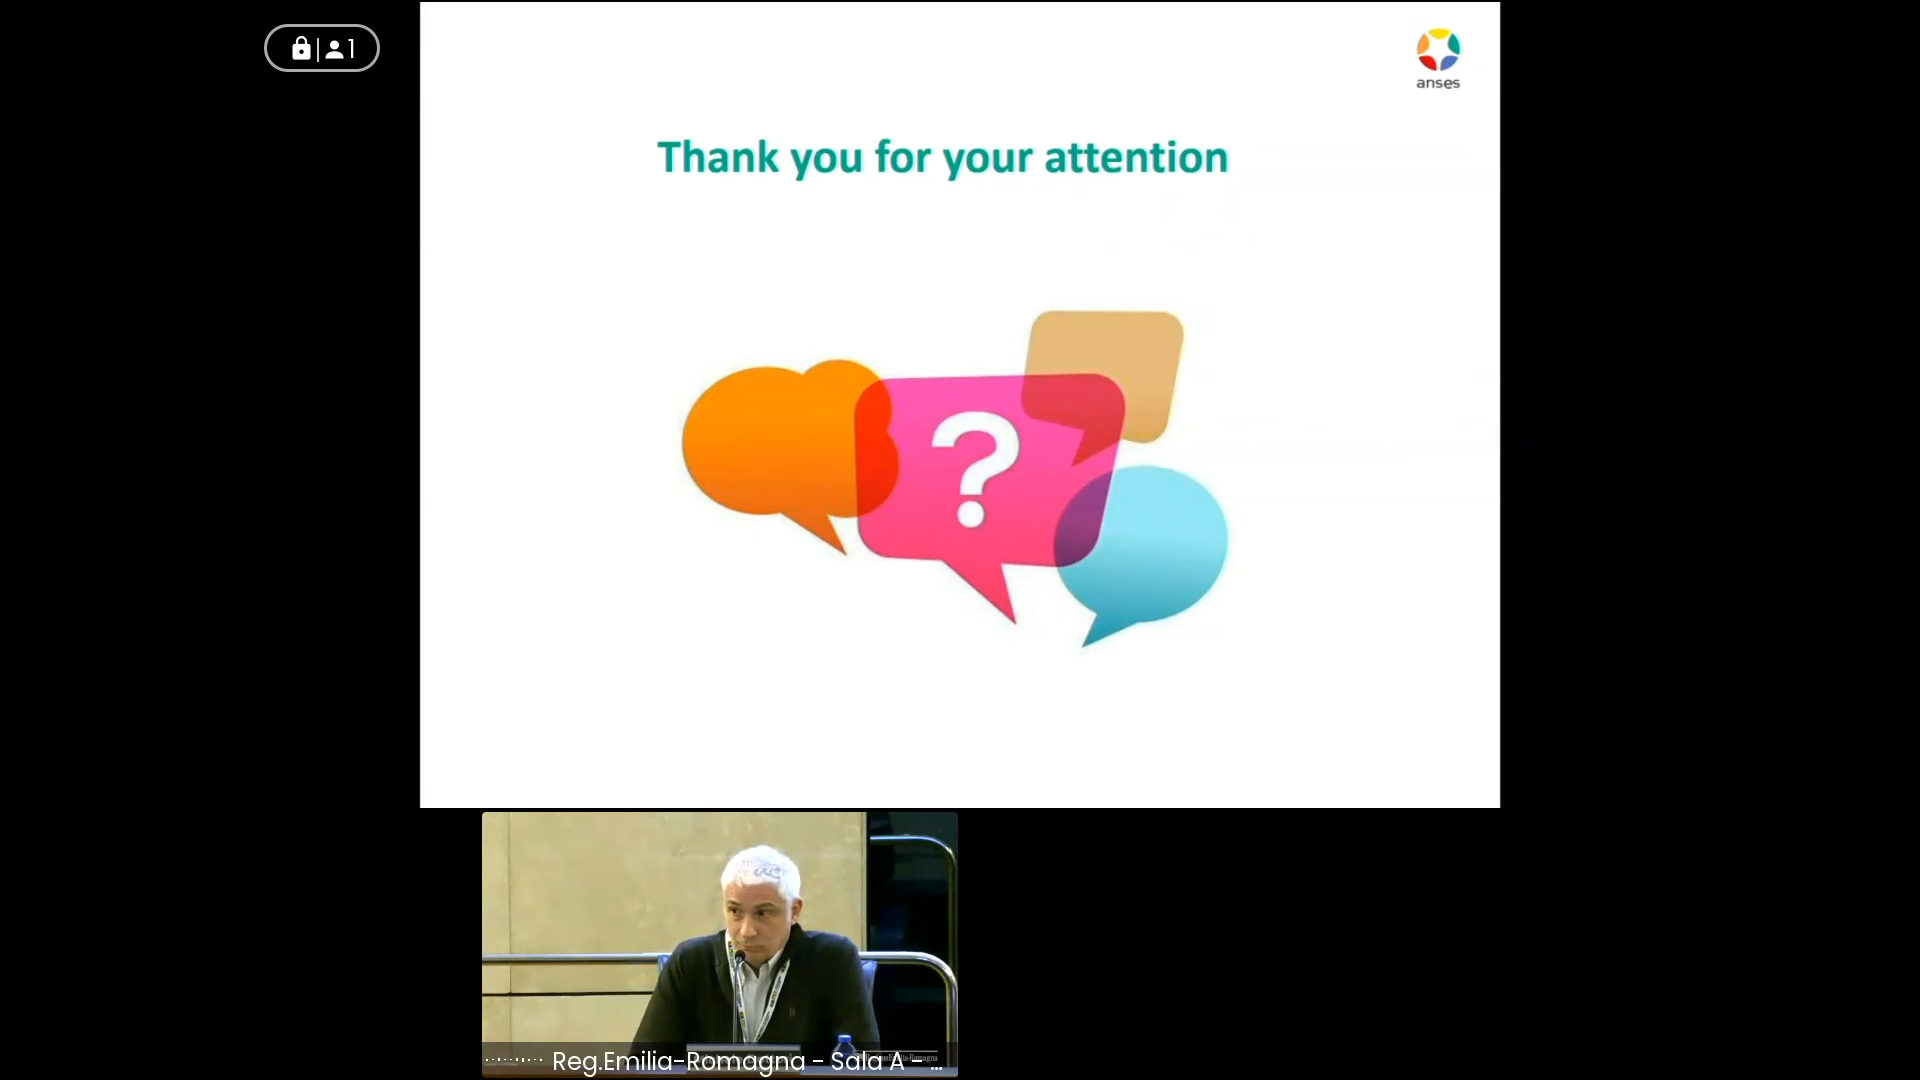 1
anses
Thank you for your attention
?
Reg.Emilia-Romagna - Sala A - ...